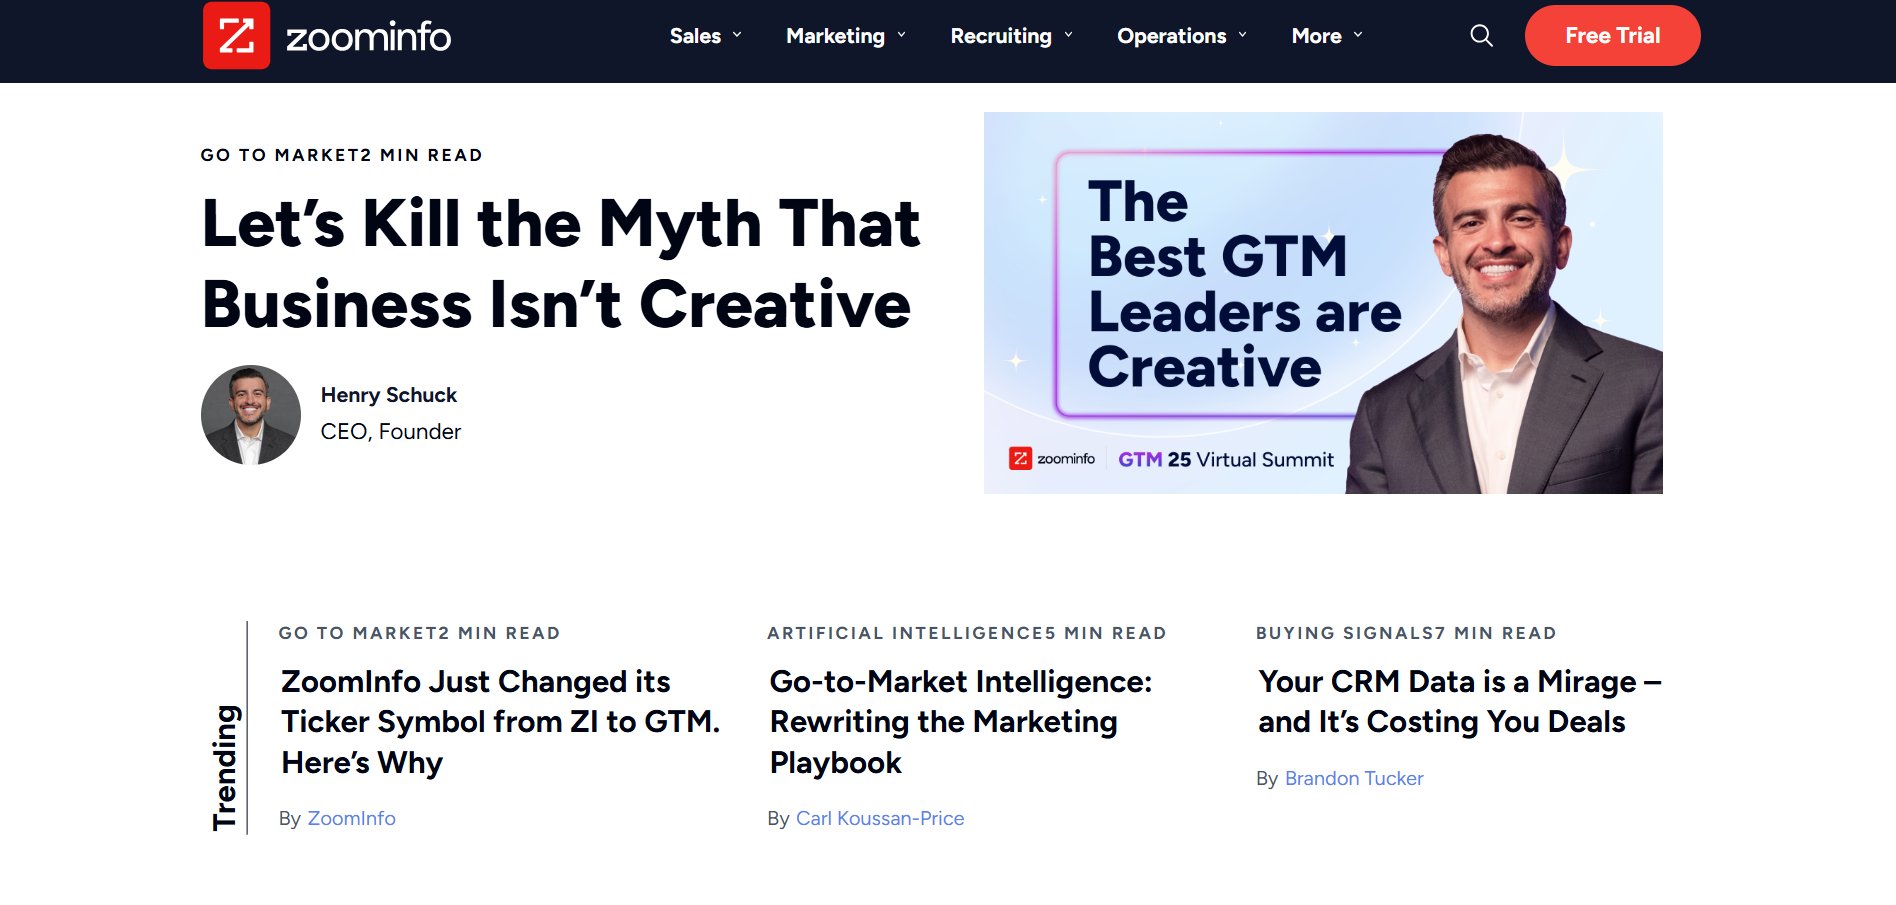 zoominfo
Sales
Marketing
Recruiting
Operations
More
Free Trial
GO TO MARKET2 MIN READ
Let’s Kill the Myth That
Business Isn’t Creative
Henry Schuck
CEO, Founder
The
Best GTM
Leaders are
Creative
zoominfo
GTM 25 Virtual Summit
Trending
GO TO MARKET2 MIN READ
ZoomInfo Just Changed its
Ticker Symbol from ZI to GTM.
Here’s Why
By ZoomInfo
ARTIFICIAL INTELLIGENCE5 MIN READ
Go-to-Market Intelligence:
Rewriting the Marketing
Playbook
By Carl Koussan-Price
BUYING SIGNALS7 MIN READ
Your CRM Data is a Mirage –
and It’s Costing You Deals
By Brandon Tucker